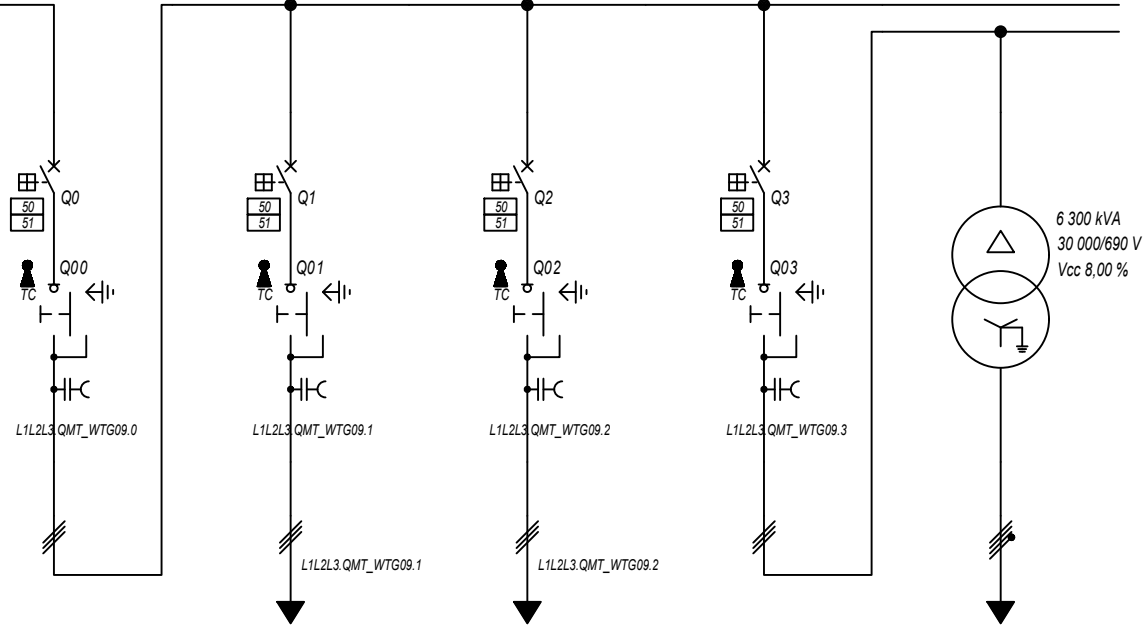 Q0
50
51
Q00
TC
L1L2L3.QMT_WTG09.0
Q1
50
51
Q01
TC
L1L2L3.QMT_WTG09.1
L1L2L3.QMT_WTG09.1
Q2
50
51
Q02
TC
L1L2L3.QMT_WTG09.2
L1L2L3.QMT_WTG09.2
Q3
50
51
Q03
TC
L1L2L3.QMT_WTG09.3
6 300 kVA
30 000/690 V
Vcc 8,00 %